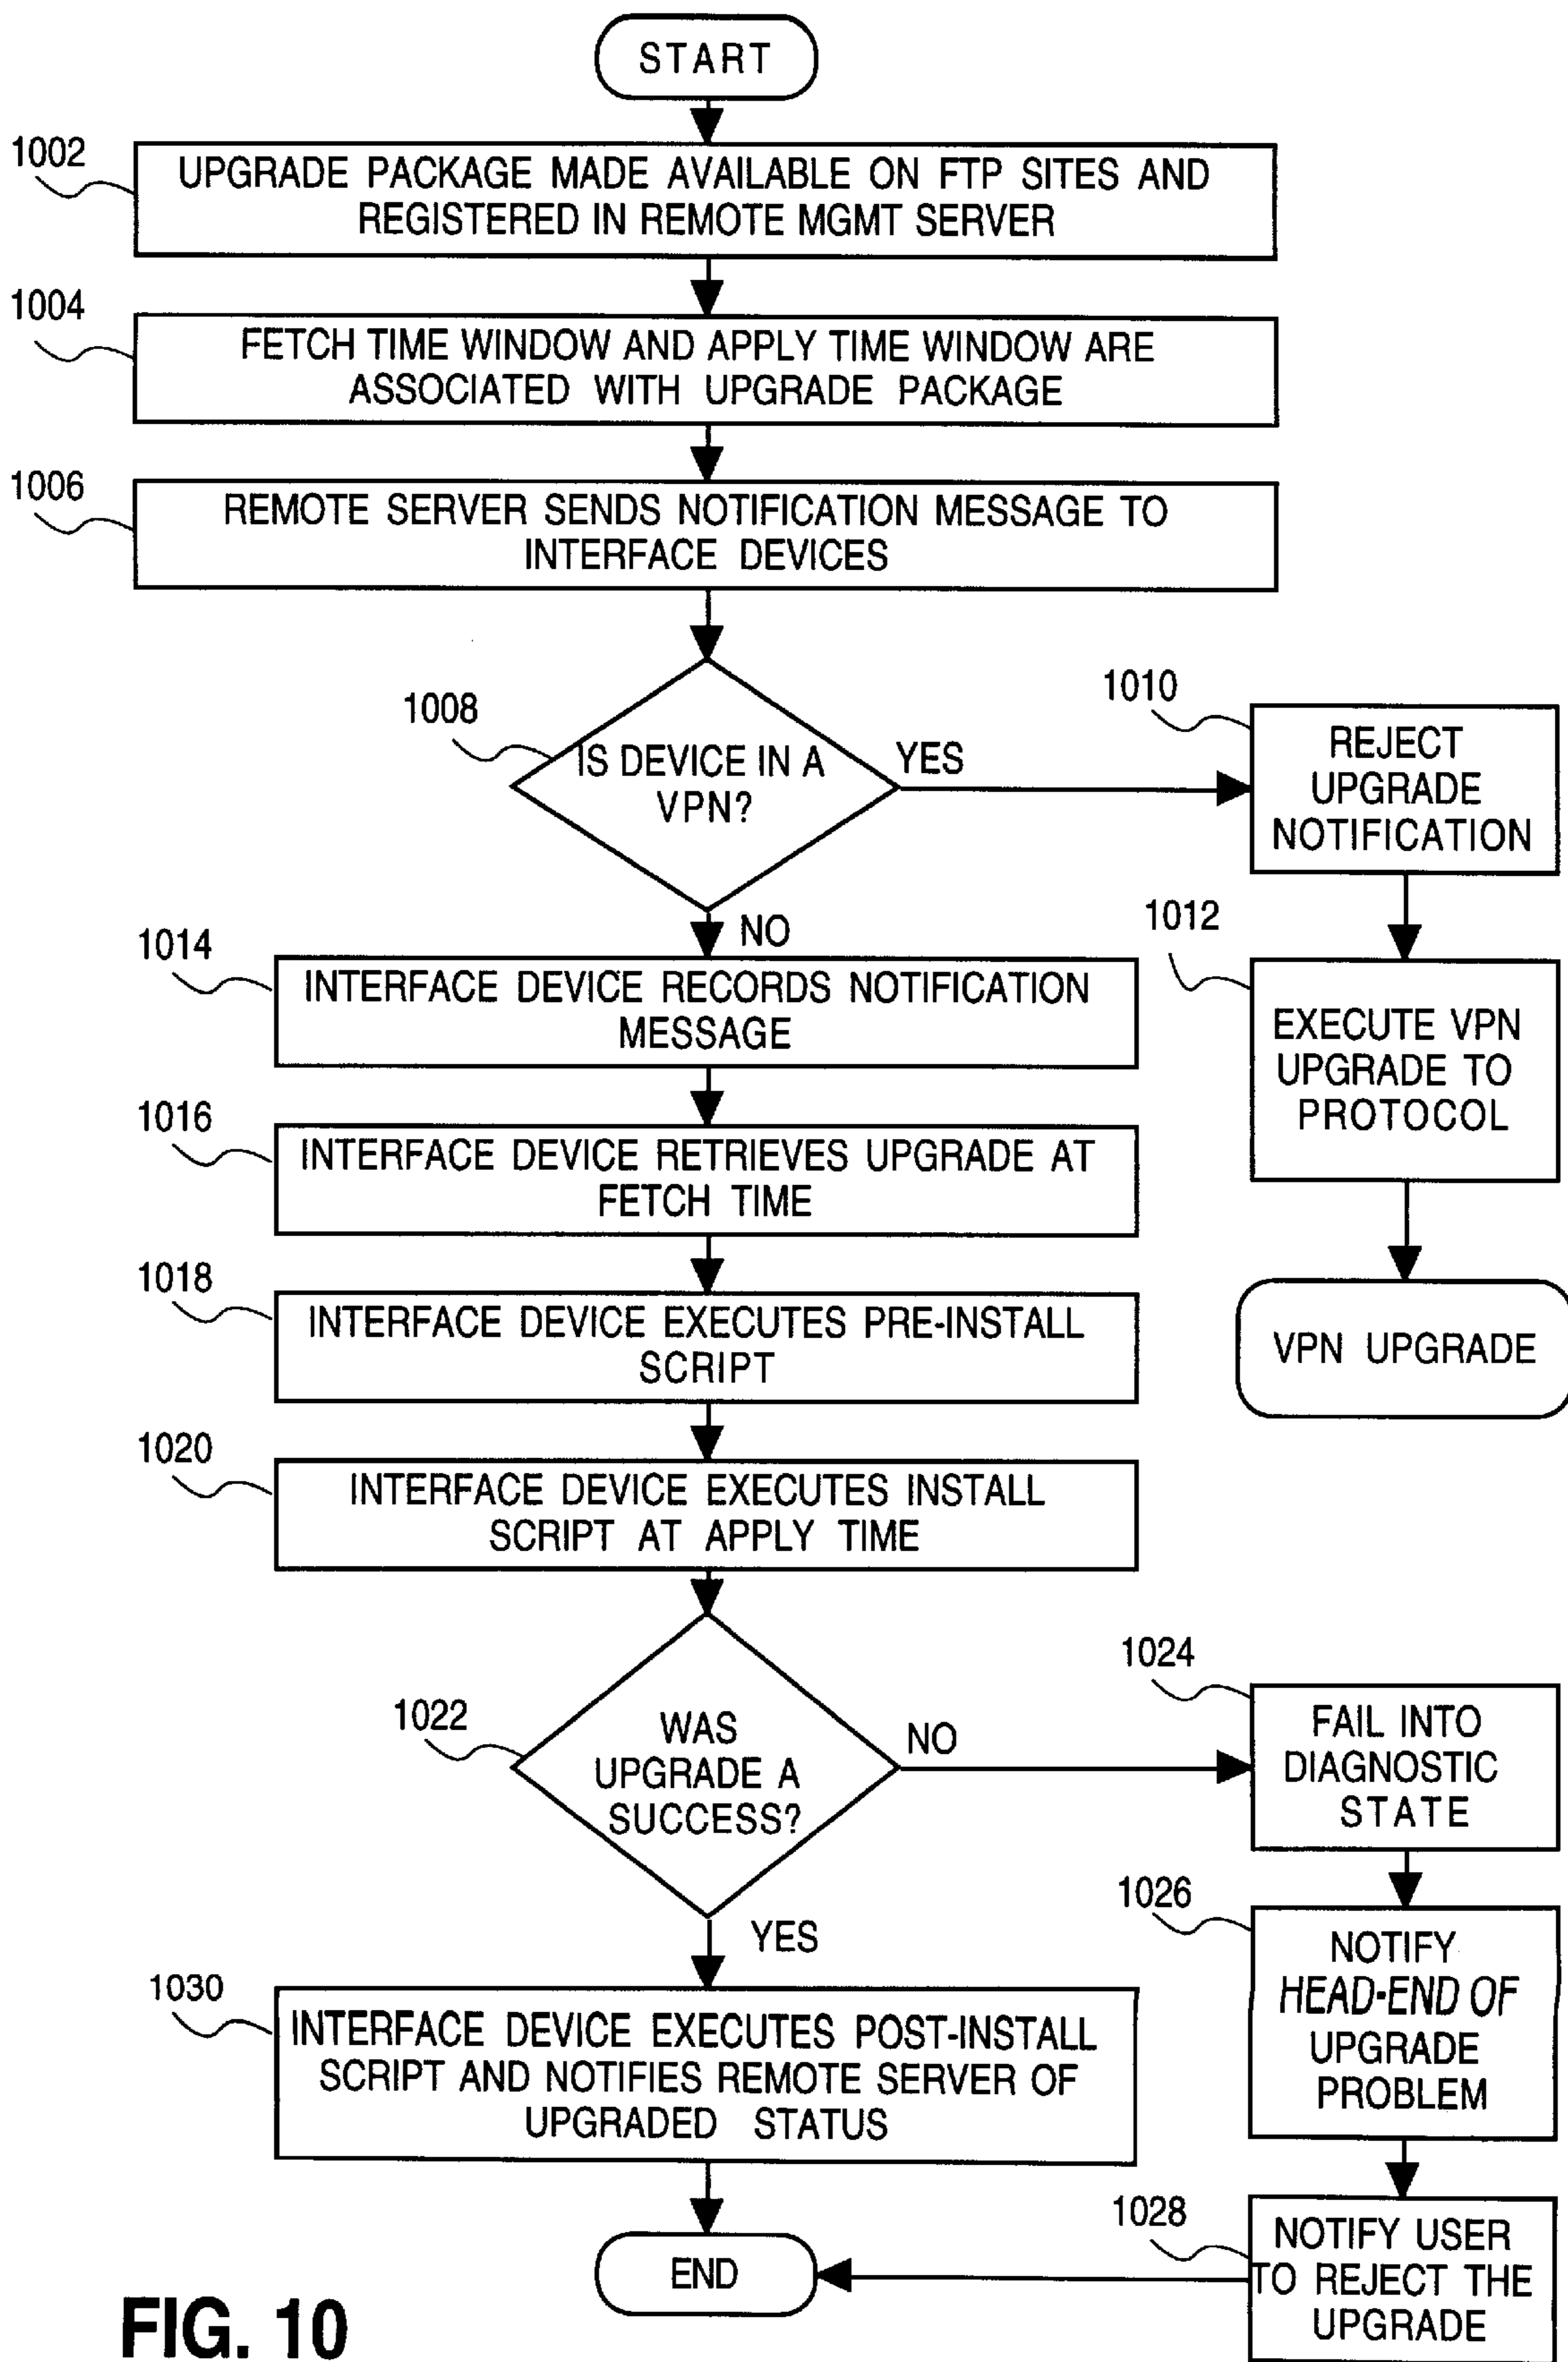 START
1002
UPGRADE PACKAGE MADE AVAILABLE ON FTP SITES AND
REGISTERED IN REMOTE MGMT SERVER
1004
FETCH TIME WINDOW AND APPLY TIME WINDOW ARE
ASSOCIATED WITH UPGRADE PACKAGE
1006
REMOTE SERVER SENDS NOTIFICATION MESSAGE TO
INTERFACE DEVICES
1008
IS DEVICE IN A
VPN?
YES
1010
REJECT
UPGRADE
NOTIFICATION
1012
EXECUTE VPN
UPGRADE TO
PROTOCOL
VPN UPGRADE
NO
1014
INTERFACE DEVICE RECORDS NOTIFICATION
MESSAGE
1016
INTERFACE DEVICE RETRIEVES UPGRADE AT
FETCH TIME
1018
INTERFACE DEVICE EXECUTES PRE-INSTALL
SCRIPT
1020
INTERFACE DEVICE EXECUTES INSTALL
SCRIPT AT APPLY TIME
1022
WAS
UPGRADE A
SUCCESS?
NO
1024
FAIL INTO
DIAGNOSTIC
STATE
1026
NOTIFY
HEAD-END OF
UPGRADE
PROBLEM
1028
NOTIFY USER
TO REJECT THE
UPGRADE
YES
1030
INTERFACE DEVICE EXECUTES POST-INSTALL
SCRIPT AND NOTIFIES REMOTE SERVER OF
UPGRADED STATUS
END
FIG. 10